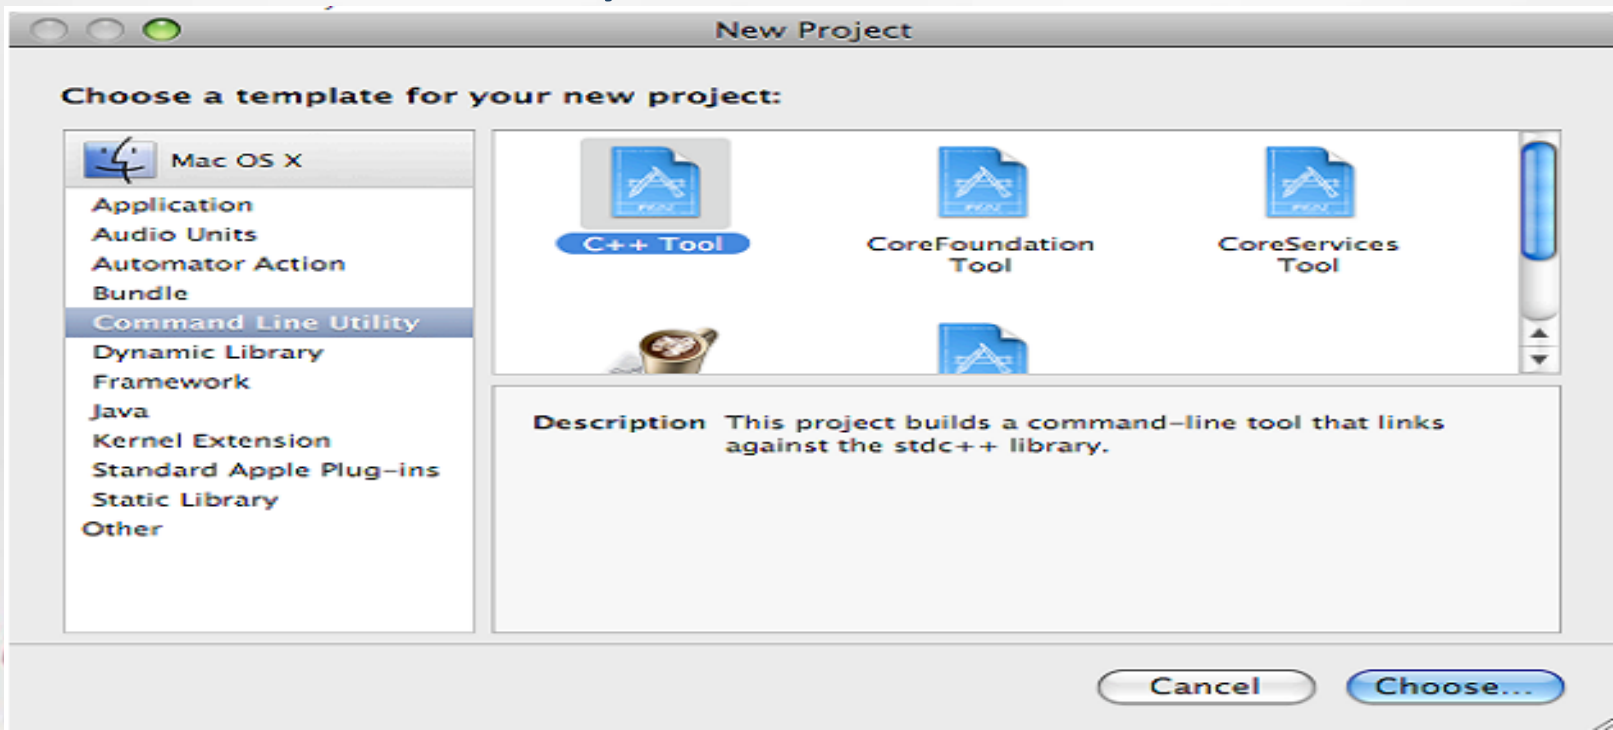 New Project
Choose a template for your new project:
Mac OS X
Application
Audio Units
Automator Action
Bundle
Command Line Utility
Dynamic Library
Framework
Java
Kernel Extension
Standard Apple Plug-ins
Static Library
Other
C++ Tool
CoreFoundation
Tool
CoreServices
Tool
Description This project builds a command-line tool that links
against the stdc++ library.
Cancel
Choose...